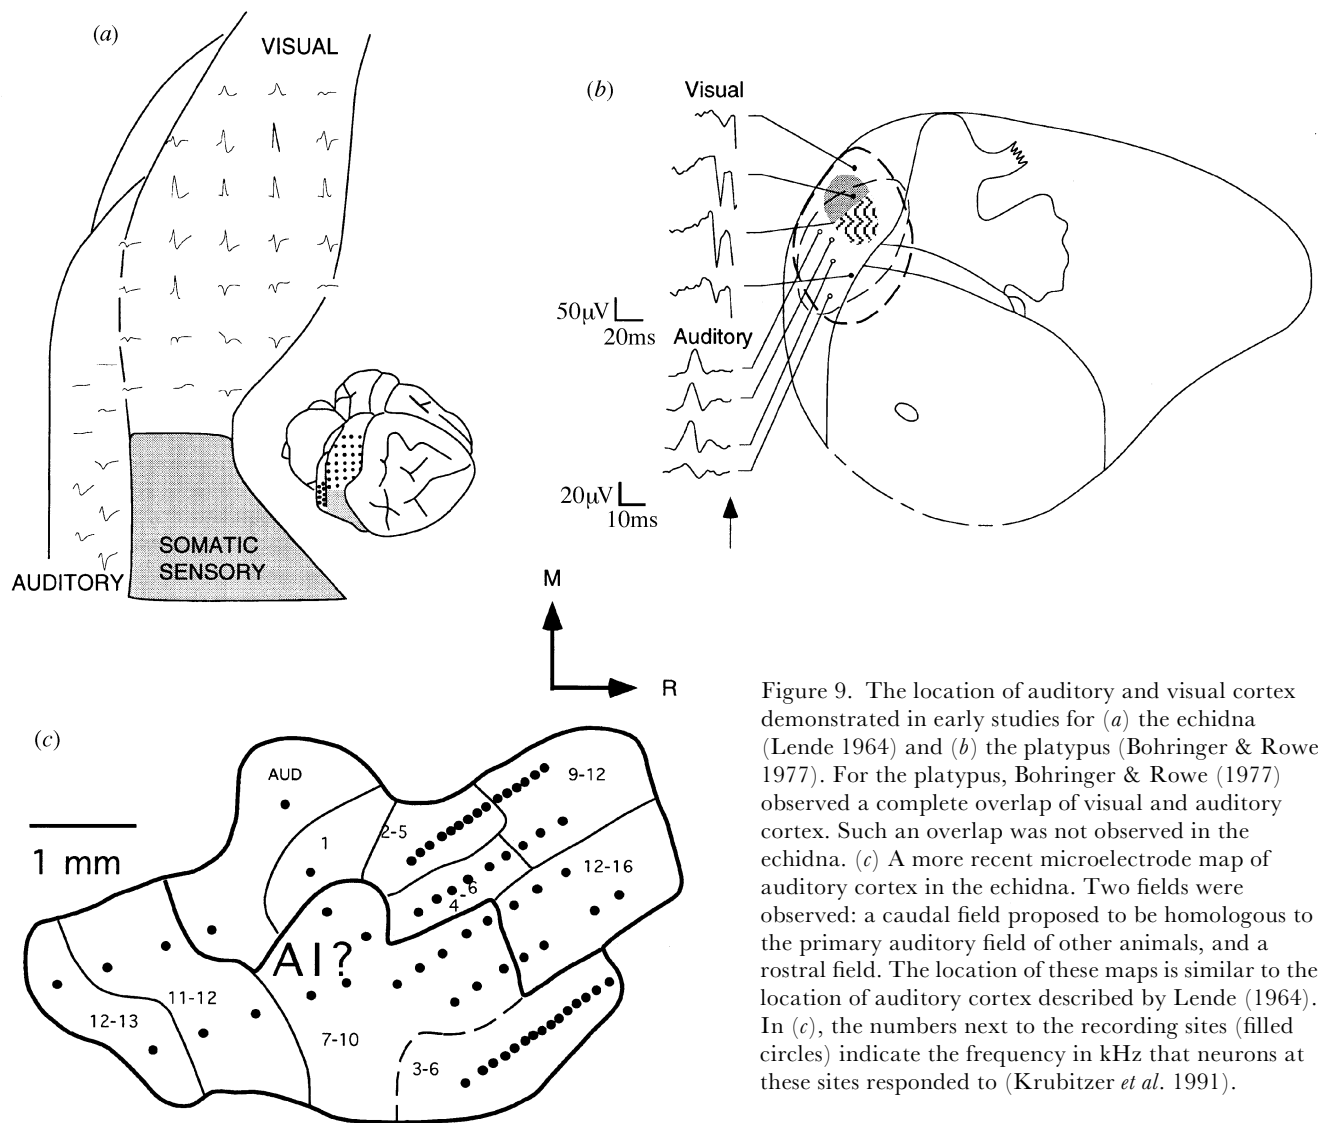 (a)
VISUAL
AUDITORY
SOMATIC
SENSORY
(b)
Visual
50μV
20ms
Auditory
20μV
10ms
M
R
(c)
1 mm
AUD
1
2-5
9-12
4-6
12-16
AI?
11-12
12-13
7-10
3-6
Figure 9. The location of auditory and visual cortex
demonstrated in early studies for (a) the echidna
(Lende 1964) and (b) the platypus (Bohringer & Rowe
1977). For the platypus, Bohringer & Rowe (1977)
observed a complete overlap of visual and auditory
cortex. Such an overlap was not observed in the
echidna. (c) A more recent microelectrode map of
auditory cortex in the echidna. Two fields were
observed: a caudal field proposed to be homologous to
the primary auditory field of other animals, and a
rostral field. The location of these maps is similar to the
location of auditory cortex described by Lende (1964).
In (c), the numbers next to the recording sites (filled
circles) indicate the frequency in kHz that neurons at
these sites responded to (Krubitzer et al. 1991).